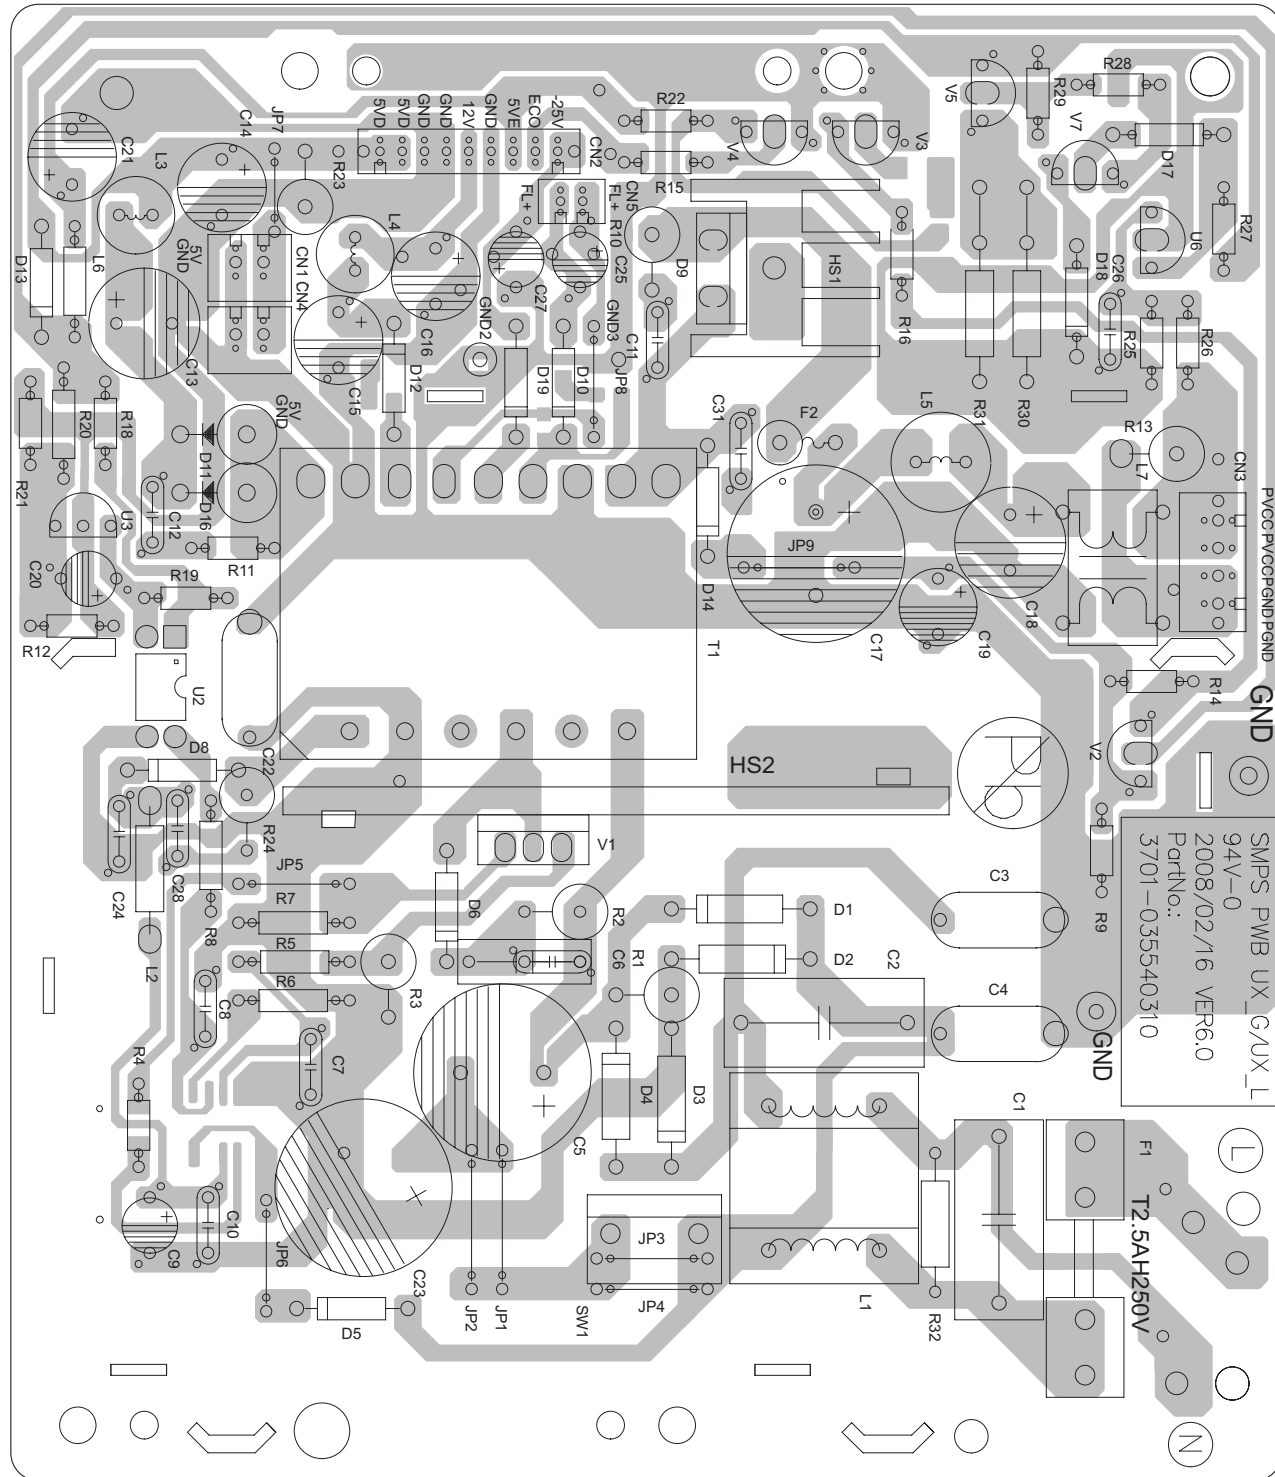 R28
V5
R29
V7
D17
R22
V4
V3
-25V
ECO
5VE
GND
12V
GND
GND
5VD
5VD
CN2
JP7
C14
C21
L3
R23
R15
FL+
FL+
CN5
R10
L4
5V
GND
D13
L6
CN1
CN4
C25
C27
D9
HS1
R16
D18
C26
U6
R27
R25
R26
GND2
GND3
C11
C16
C13
D12
C15
D19
D10
JP8
C31
F2
L5
R31
R30
R13
L7
CN3
PVCC
PVCC
PGND
PGND
R20
R18
5V
GND
R21
D11
D16
U3
C12
R11
C20
R19
R12
U2
JP9
D14
T1
C17
C19
C18
R14
GND
V2
D8
C22
HS2
R24
C24
C28
R8
JP5
R7
R5
R6
V1
D6
R2
C6
R1
R3
D1
D2
C2
C3
C4
R9
SMPS PWB UX_G/UX_L
94V-0
2008/02/16 VER6.0
PartNo.:
3701-035540310
GND
L2
C8
C7
R4
D4
D3
C5
C1
F1
L
C10
C9
JP6
C23
D5
JP2
JP1
SW1
JP3
JP4
L1
R32
T2.5AH250V
N